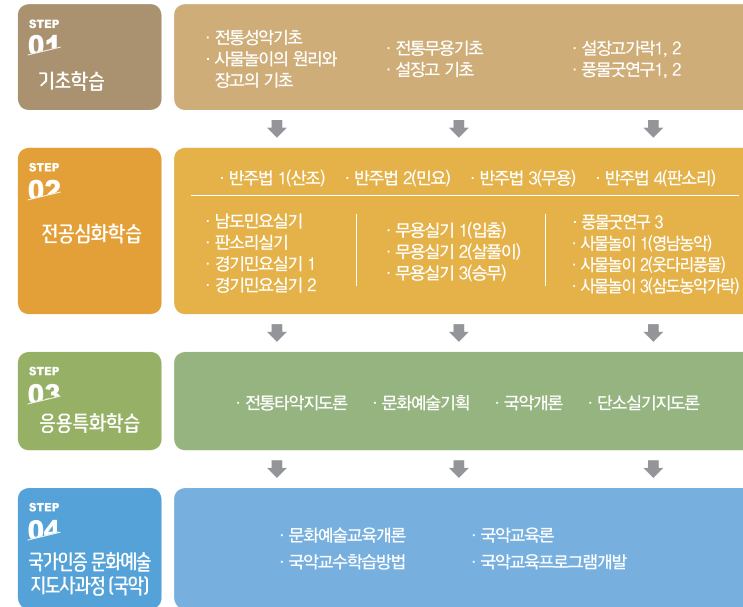 STEP
01
기초학습
· 전통성악기초
· 사물놀이의 원리와
장고의 기초
· 전통무용기초
· 설장고 기초
· 설장고가락1, 2
· 풍물굿연구1, 2
STEP
02
전공심화학습
· 반주법 1(산조) · 반주법 2(민요) · 반주법 3(무용) · 반주법 4(판소리)
· 남도민요실기
· 판소리실기
· 경기민요실기 1
· 경기민요실기 2
· 무용실기 1(입춤)
· 무용실기 2(살풀이)
· 무용실기 3(승무)
· 풍물굿연구 3
· 사물놀이 1(영남농악)
· 사물놀이 2(웃다리풍물)
· 사물놀이 3(삼도농악가락)
STEP
03
응용특화학습
· 전통타악지도론 · 문화예술기획 · 국악개론 · 단소실기지도론
STEP
04
국가인증 문화예술
지도사과정 (국악)
· 문화예술교육개론 · 국악교육론
· 국악교수학습방법 · 국악교육프로그램개발